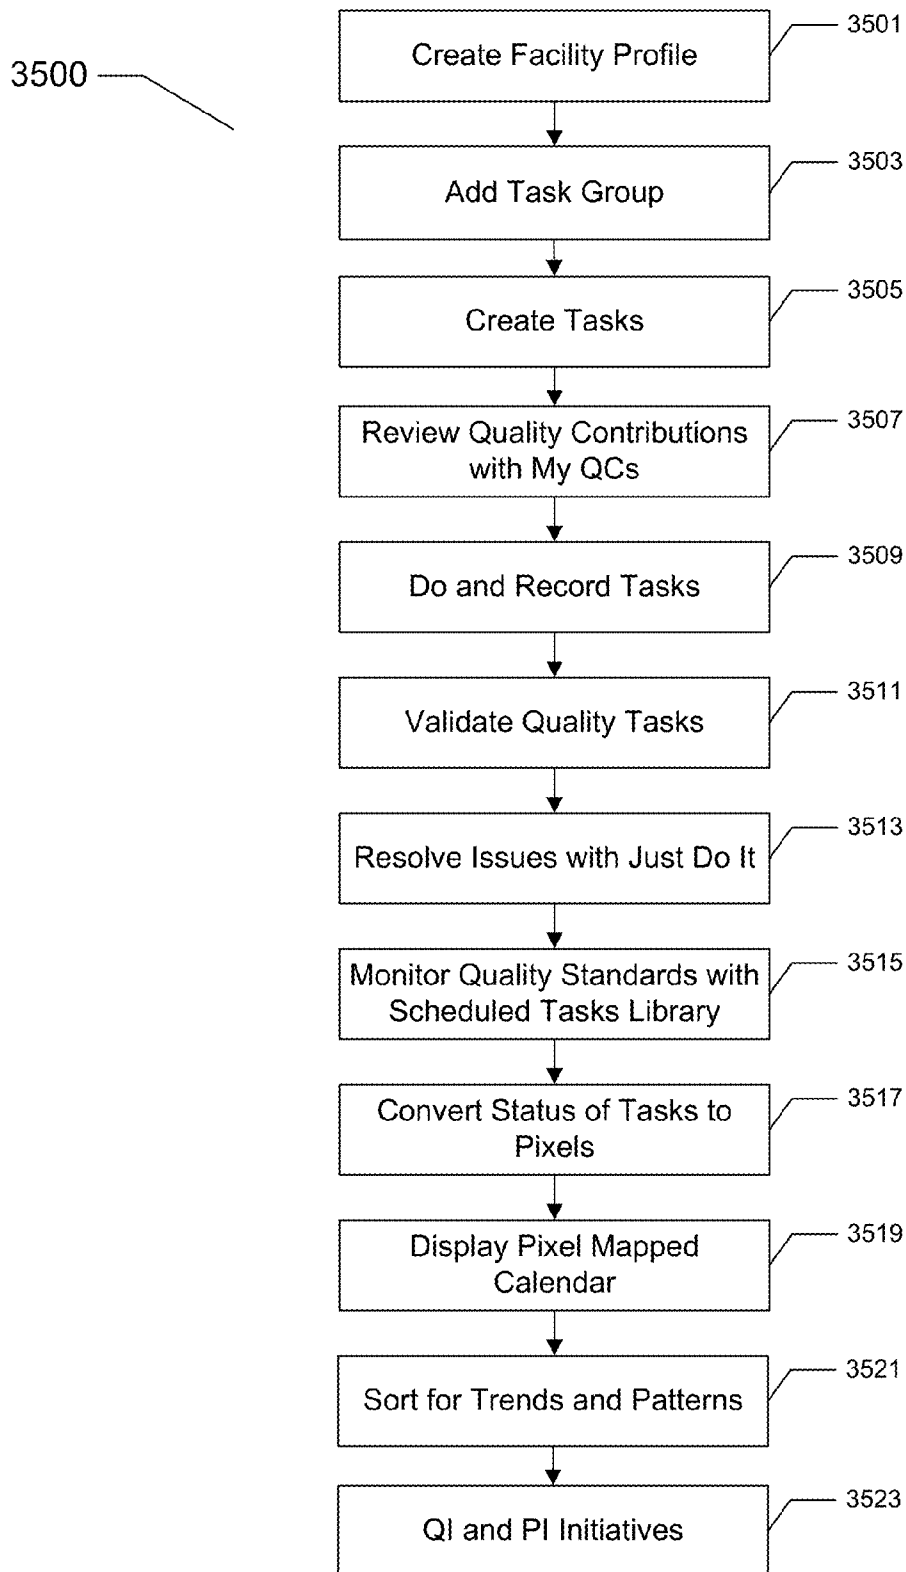 3501
Create Facility Profile
3500
3503
Add Task Group
3505
Create Tasks
3507
Review Quality Contributions
with My QCs
3509
Do and Record Tasks
3511
Validate Quality Tasks
3513
Resolve Issues with Just Do It
3515
Monitor Quality Standards with
Scheduled Tasks Library
3517
Convert Status of Tasks to
Pixels
3519
Display Pixel Mapped
Calendar
3521
Sort for Trends and Patterns
3523
QI and PI Initiatives